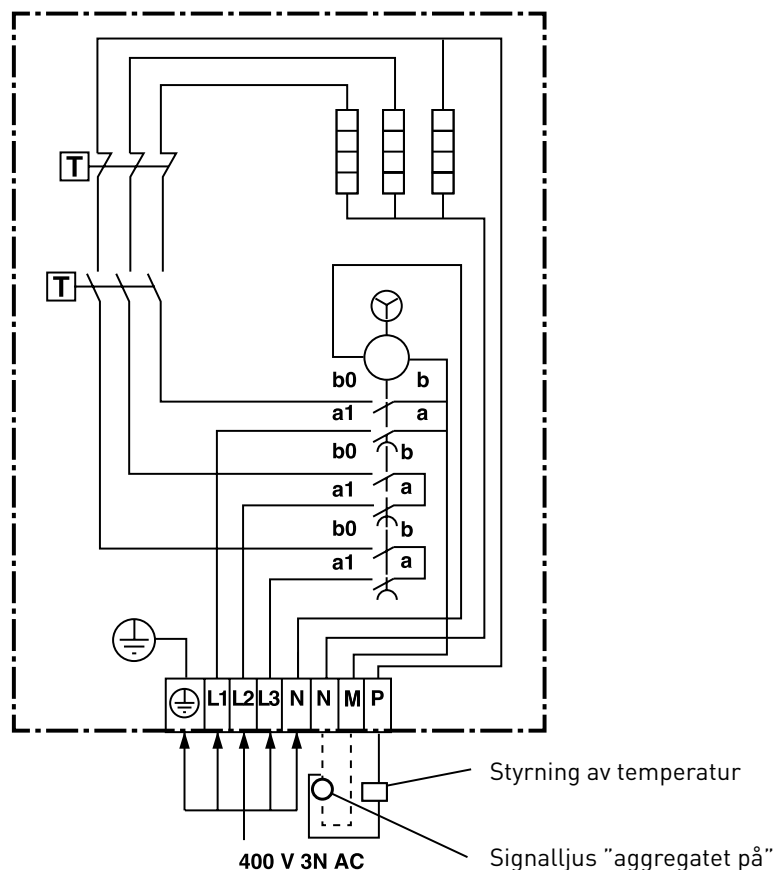 T
T
b0 b
a1 a
b0 b
a1 a
b0 b
a1 a
L1 L2 L3 N N M P
Styrning av temperatur
Signalljus ”aggregatet på”
400 V 3N AC